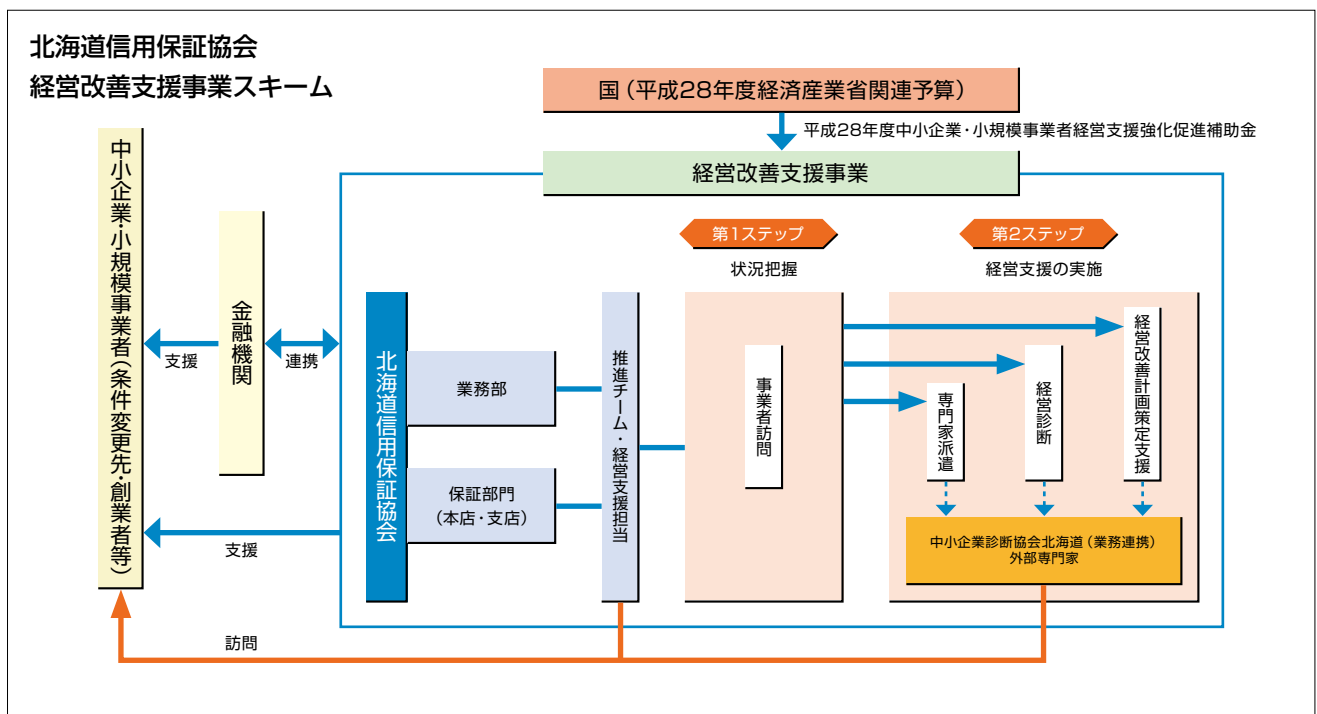 北海道信用保証協会
経営改善支援事業スキーム
国（平成28年度経済産業省関連予算）
平成28年度中小企業・小規模事業者経営支援強化促進補助金
経営改善支援事業
中小企業・小規模事業者（条件変更先・創業者等）
金融機関
支援
連携
支援
訪問
北海道信用保証協会
業務部
保証部門
（本店・支店）
推進チーム・経営支援担当
第1ステップ
状況把握
事業者訪問
第2ステップ
経営支援の実施
専門家派遣
経営診断
経営改善計画策定支援
中小企業診断協会北海道（業務連携）
外部専門家